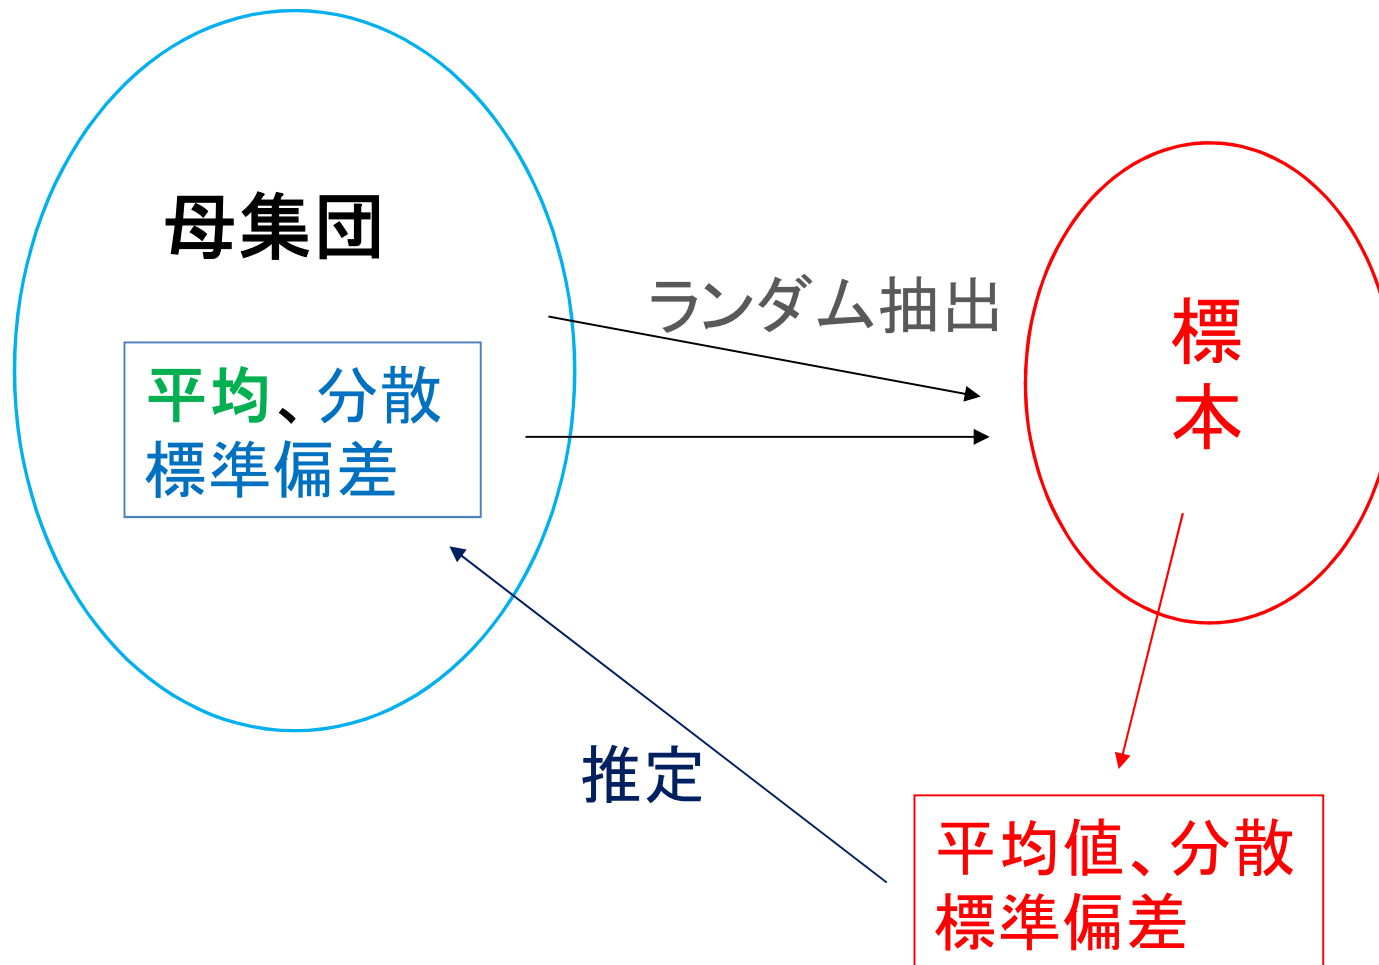 母集団
平均、分散
標準偏差
ランダム抽出
標
本
推定
平均値、分散
標準偏差